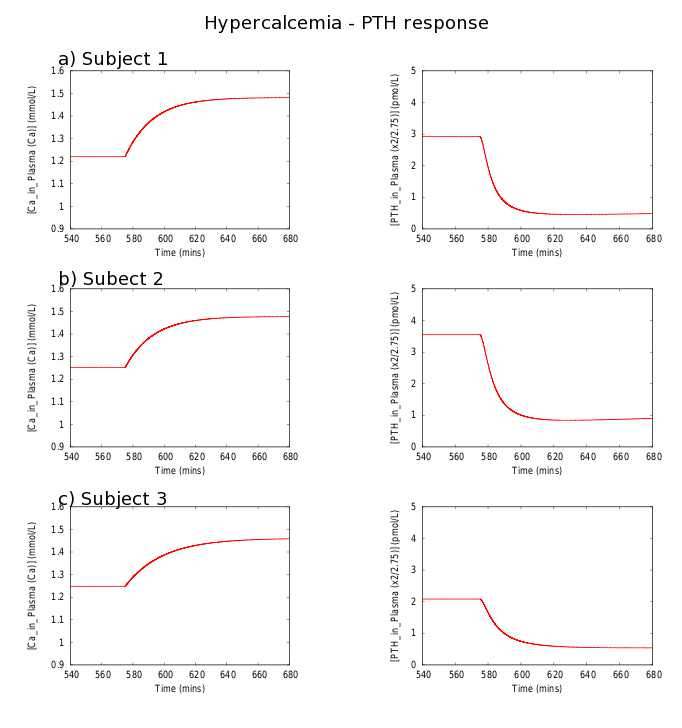 Hypercalcemia - PTH response
a) Subject 1
1.6
1.5
1.4
1.3
1.2
1.1
1
0.9
540 560 580 600 620 640 660 680
Time (mins)
[Ca_in_Plasma (Ca)] (mmol/L)
5
4
3
2
1
0
540 560 580 600 620 640 660 680
Time (mins)
[PTH_in_Plasma (x2/2.75)] (pmol/L)
b) Subect 2
1.6
1.5
1.4
1.3
1.2
1.1
1
0.9
540 560 580 600 620 640 660 680
Time (mins)
[Ca_in_Plasma (Ca)] (mmol/L)
5
4
3
2
1
0
540 560 580 600 620 640 660 680
Time (mins)
[PTH_in_Plasma (x2/2.75)] (pmol/L)
c) Subject 3
1.6
1.5
1.4
1.3
1.2
1.1
1
0.9
540 560 580 600 620 640 660 680
Time (mins)
[Ca_in_Plasma (Ca)] (mmol/L)
5
4
3
2
1
0
540 560 580 600 620 640 660 680
Time (mins)
[PTH_in_Plasma (x2/2.75)] (pmol/L)